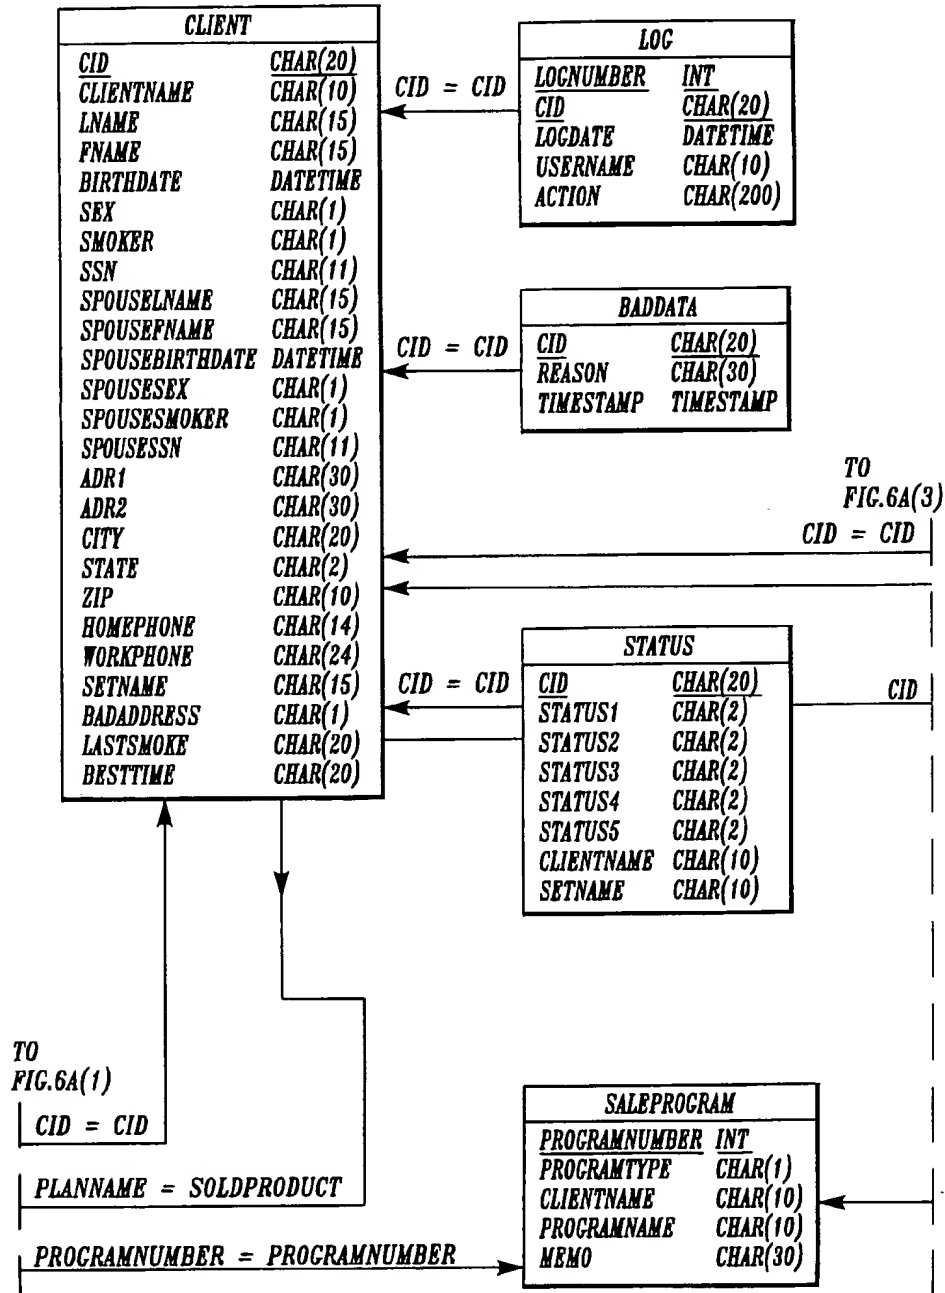 CLIENT
CID CHAR(20)
CLIENTNAME CHAR(10)
LNAME CHAR(15)
FNAME CHAR(15)
BIRTHDATE DATETIME
SEX CHAR(1)
SMOKER CHAR(1)
SSN CHAR(11)
SPOUSELNAME CHAR(15)
SPOUSEFNAME CHAR(15)
SPOUSEBIRTHDATE DATETIME
SPOUSESEX CHAR(1)
SPOUSESMOKER CHAR(1)
SPOUSESSN CHAR(11)
ADR1 CHAR(30)
ADR2 CHAR(30)
CITY CHAR(20)
STATE CHAR(2)
ZIP CHAR(10)
HOMEPHONE CHAR(14)
WORKPHONE CHAR(24)
SETNAME CHAR(15)
BADADDRESS CHAR(1)
LASTSMOKE CHAR(20)
BESTTIME CHAR(20)
CID = CID
LOG
LOGNUMBER INT
CID CHAR(20)
LOGDATE DATETIME
USERNAME CHAR(10)
ACTION CHAR(200)
CID = CID
BADDATA
CID CHAR(20)
REASON CHAR(30)
TIMESTAMP TIMESTAMP
TO
FIG.6A(3)
CID = CID
CID = CID
STATUS
CID CHAR(20)
STATUS1 CHAR(2)
STATUS2 CHAR(2)
STATUS3 CHAR(2)
STATUS4 CHAR(2)
STATUS5 CHAR(2)
CLIENTNAME CHAR(10)
SETNAME CHAR(10)
CID
TO
FIG.6A(1)
CID = CID
PLANNAME = SOLDPRODUCT
PROGRAMNUMBER = PROGRAMNUMBER
SALEPROGRAM
PROGRAMNUMBER INT
PROGRAMTYPE CHAR(1)
CLIENTNAME CHAR(10)
PROGRAMNAME CHAR(10)
MEMO CHAR(30)